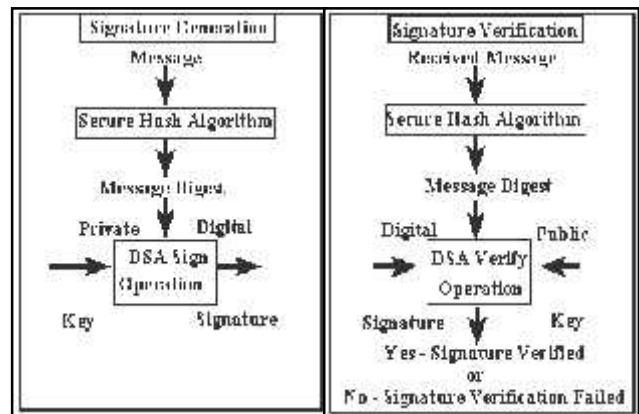 Signature Generation
Message
Secure Hash Algorithm
Message Digest
Private Digital
DSA Sign
Operation
Key Signature
Signature Verification
Received Message
Secure Hash Algorithm
Message Digest
Digital Public
DSA Verify
Operation
Signature Key
Yes - Signature Verified
or
No - Signature Verification Failed